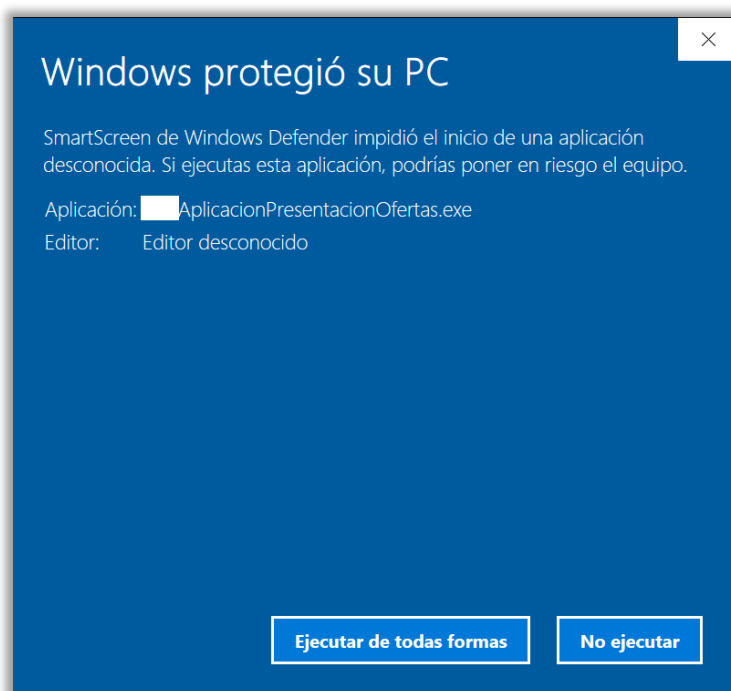 Windows protegió su PC
SmartScreen de Windows Defender impidió el inicio de una aplicación
desconocida. Si ejecutas esta aplicación, podrías poner en riesgo el equipo.
Aplicación: AplicacionPresentacionOfertas.exe
Editor: Editor desconocido
Ejecutar de todas formas No ejecutar